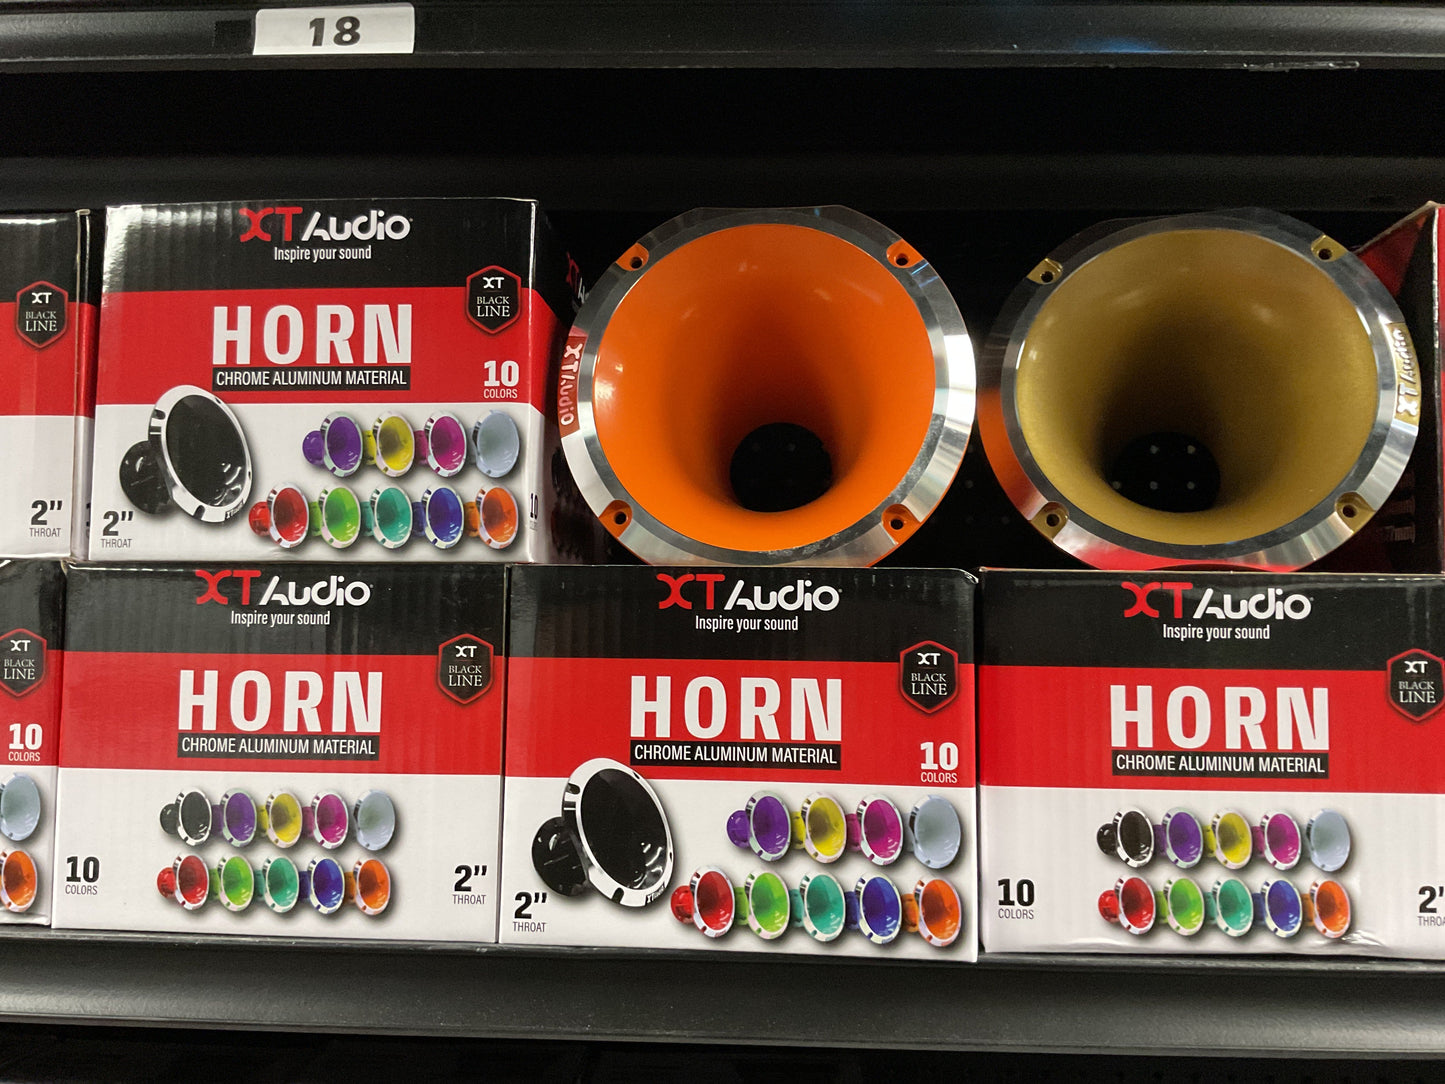 18
XT Audio
Inspire your sound
XT
BLACK
LINE
HORN
CHROME ALUMINUM MATERIAL
10
COLORS
2"
THROAT
XT
BLACK
LINE
2"
THROAT
10
XT Audio
XT Audio
XT Audio
XT
BLACK
LINE
10
COLORS
XT Audio
Inspire your sound
XT
BLACK
LINE
HORN
CHROME ALUMINUM MATERIAL
10
COLORS
2"
THROAT
XT Audio
Inspire your sound
XT
BLACK
LINE
HORN
CHROME ALUMINUM MATERIAL
10
COLORS
2"
THROAT
XT Audio
Inspire your sound
XT
BLACK
LINE
HORN
CHROME ALUMINUM MATERIAL
10
COLORS
2"